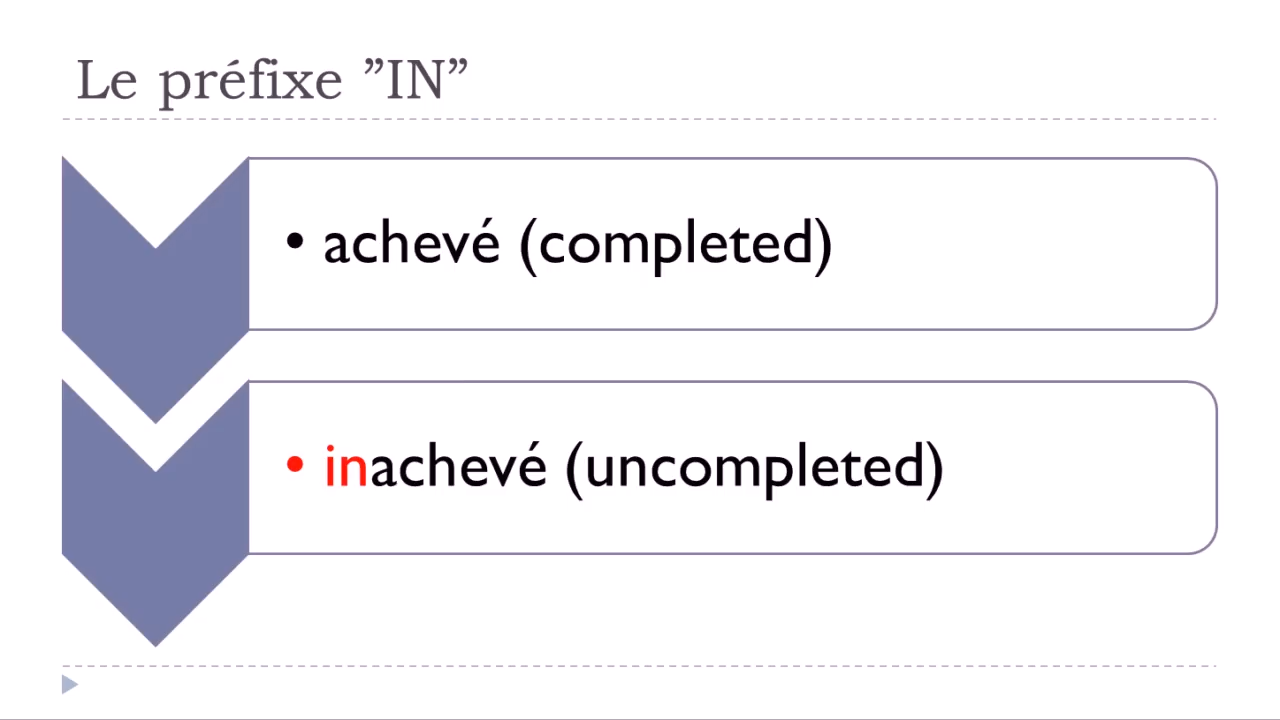 Le préfixe ”IN”
• achevé (completed)
• inachevé (uncompleted)